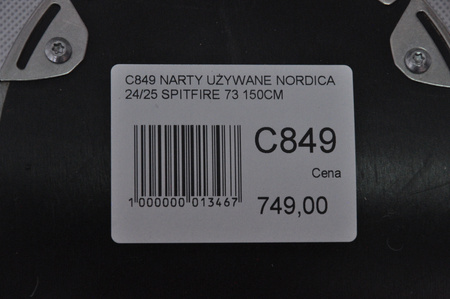 C849 NARTY UŻYWANE NORDICA
24/25 SPITFIRE 73 150CM
C849
Cena
1 000000 013467
749,00